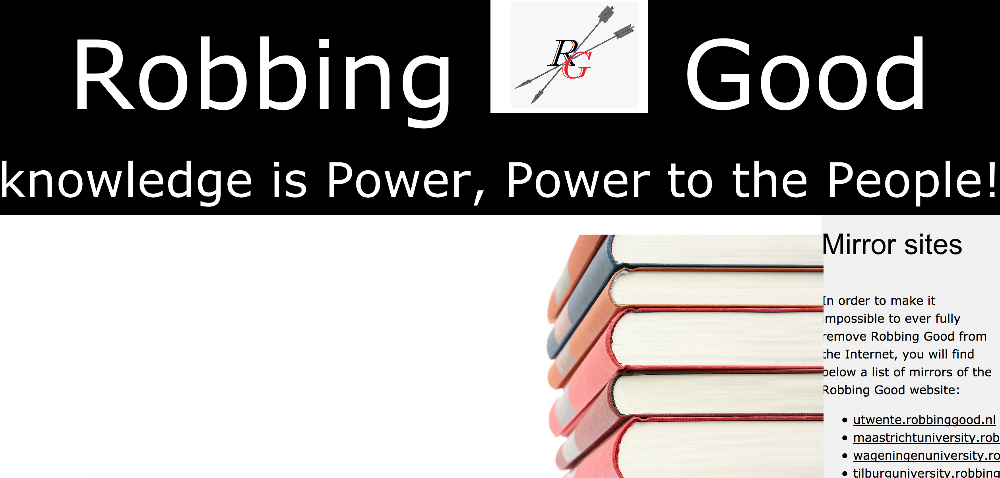 Robbing RG Good
knowledge is Power, Power to the People!
Mirror sites
In order to make it
impossible to ever fully
remove Robbing Good from
the Internet, you will find
below a list of mirrors of the
Robbing Good website:
• utwente.robbinggood.nl
• maastrichtuniversity.rob
• wageningenuniversity.ro
• tilburguniversity.robbing